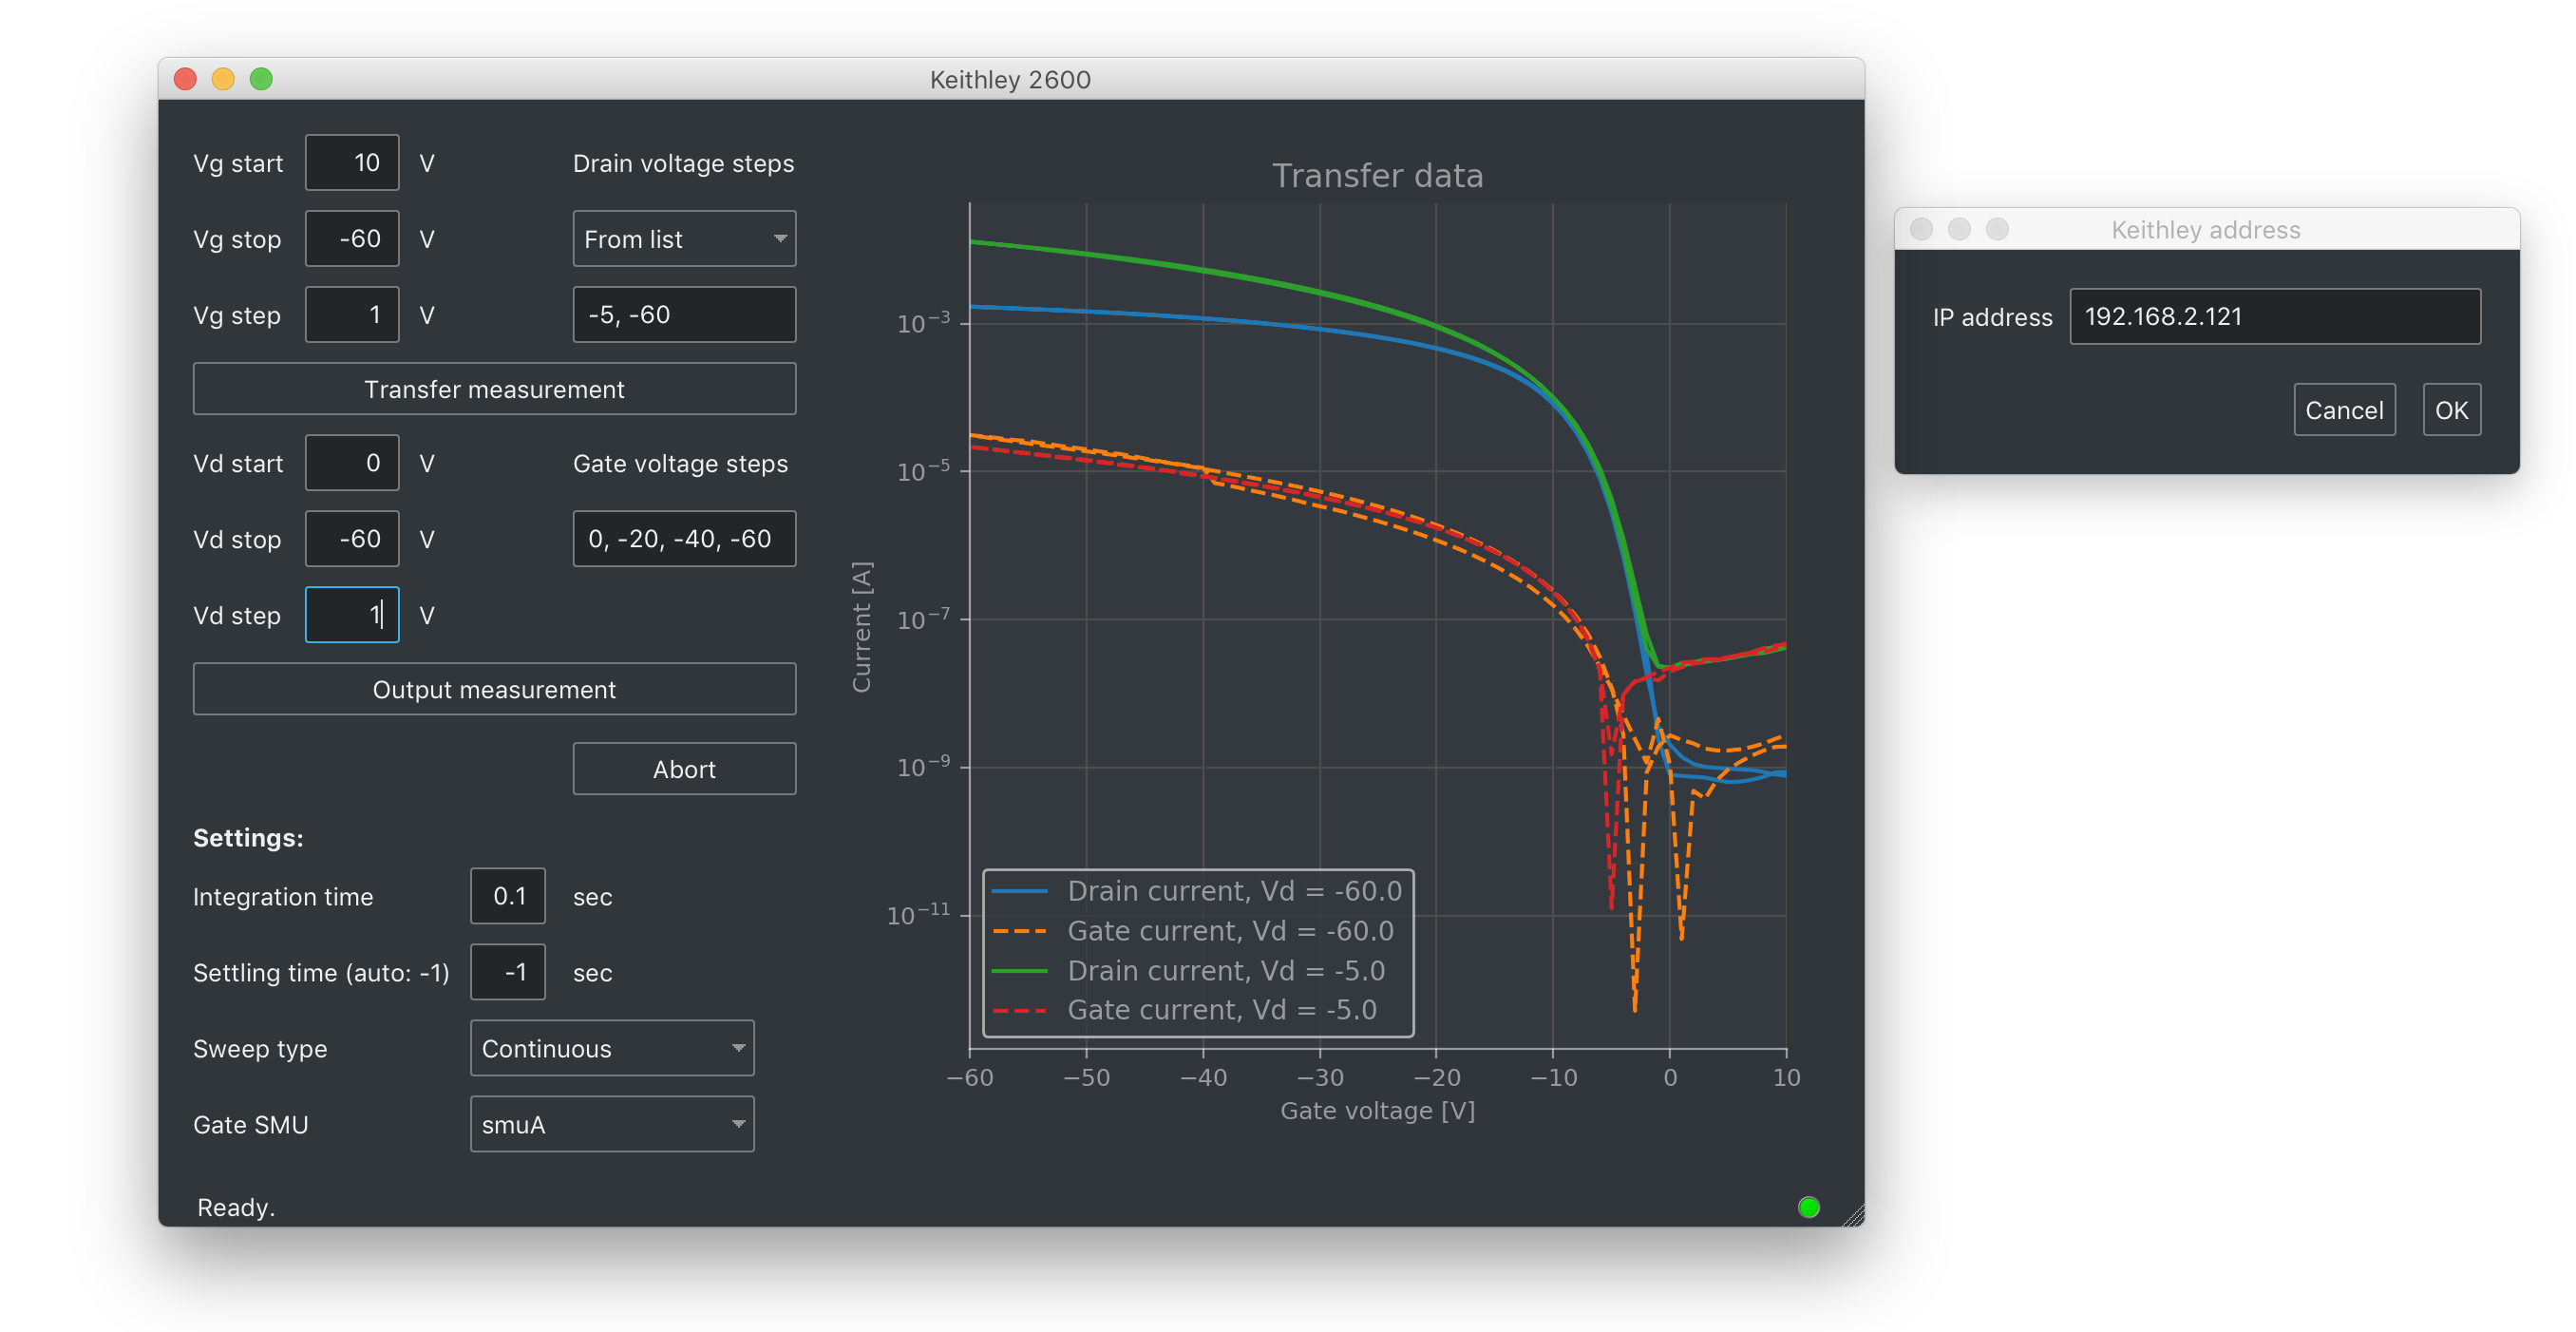 Keithley 2600
Vg start 10 V Drain voltage steps
Vg stop -60 V From list
Vg step 1 V -5, -60
Transfer measurement
Vd start 0 V Gate voltage steps
Vd stop -60 V 0, -20, -40, -60
Vd step 1 V
Output measurement
Abort
Settings:
Integration time 0.1 sec
Settling time (auto: -1) -1 sec
Sweep type Continuous
Gate SMU smuA
Ready.
Transfer data
Current [A]
10⁻³
10⁻⁵
10⁻⁷
10⁻⁹
10⁻¹¹
Drain current, Vd = -60.0
Gate current, Vd = -60.0
Drain current, Vd = -5.0
Gate current, Vd = -5.0
−60 −50 −40 −30 −20 −10 0 10
Gate voltage [V]
Keithley address
IP address 192.168.2.121
Cancel OK